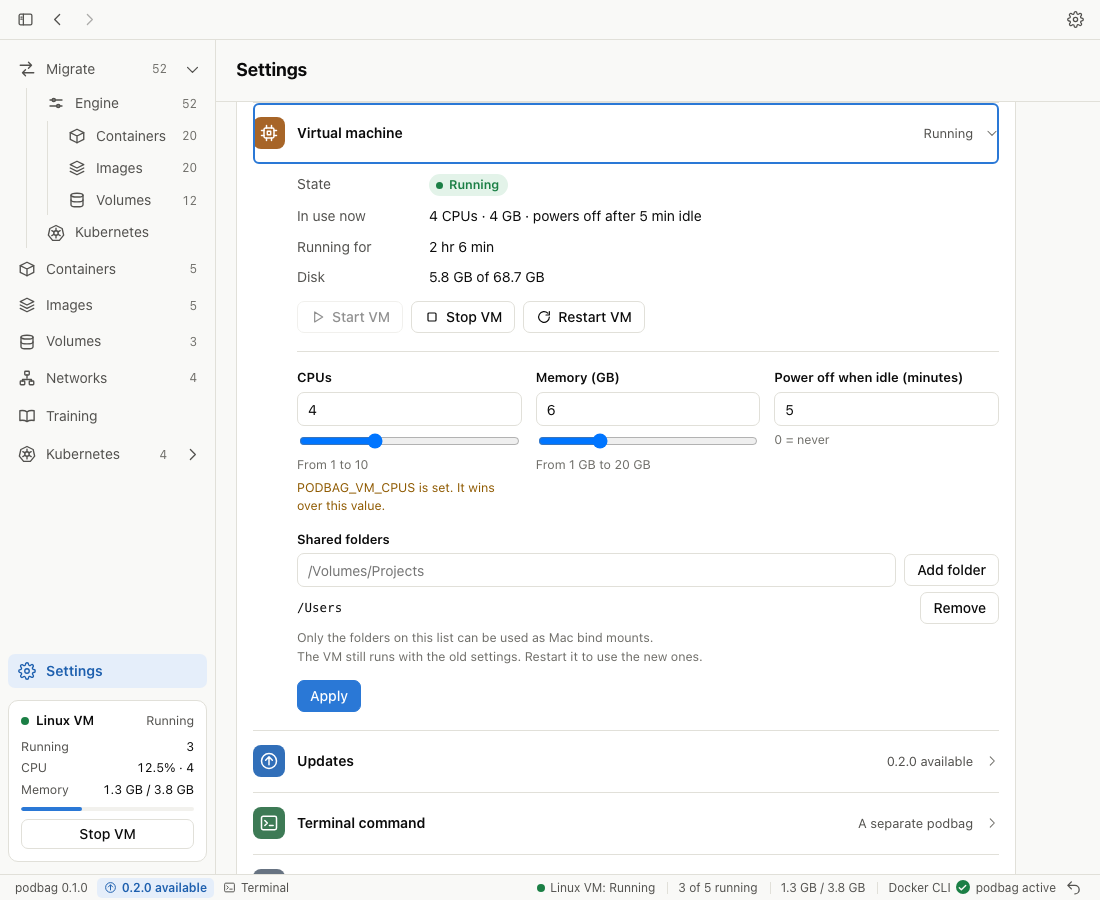 Migrate 52
Engine 52
Containers 20
Images 20
Volumes 12
Kubernetes
Containers 5
Images 5
Volumes 3
Networks 4
Training
Kubernetes 4
Settings
Linux VM Running
Running 3
CPU 12.5% · 4
Memory 1.3 GB / 3.8 GB
Stop VM
Settings
Virtual machine Running
State Running
In use now 4 CPUs · 4 GB · powers off after 5 min idle
Running for 2 hr 6 min
Disk 5.8 GB of 68.7 GB
Start VM Stop VM Restart VM
CPUs Memory (GB) Power off when idle (minutes)
4 6 5
0 = never
From 1 to 10 From 1 GB to 20 GB
PODBAG_VM_CPUS is set. It wins
over this value.
Shared folders
/Volumes/Projects Add folder
/Users Remove
Only the folders on this list can be used as Mac bind mounts.
The VM still runs with the old settings. Restart it to use the new ones.
Apply
Updates 0.2.0 available
Terminal command A separate podbag
podbag 0.1.0 0.2.0 available Terminal Linux VM: Running 3 of 5 running 1.3 GB / 3.8 GB Docker CLI podbag active